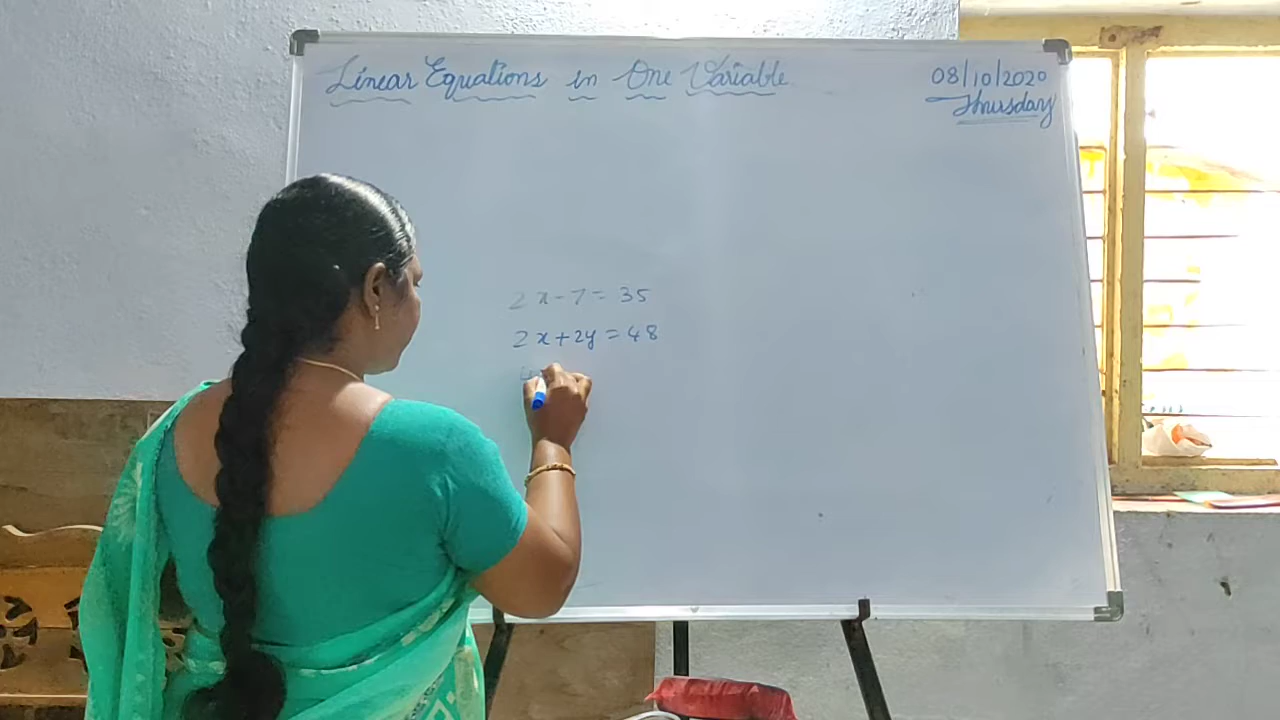 Linear Equations in One Variable
08/10/2020
Thursday
2x-7=35
2x+2y=48